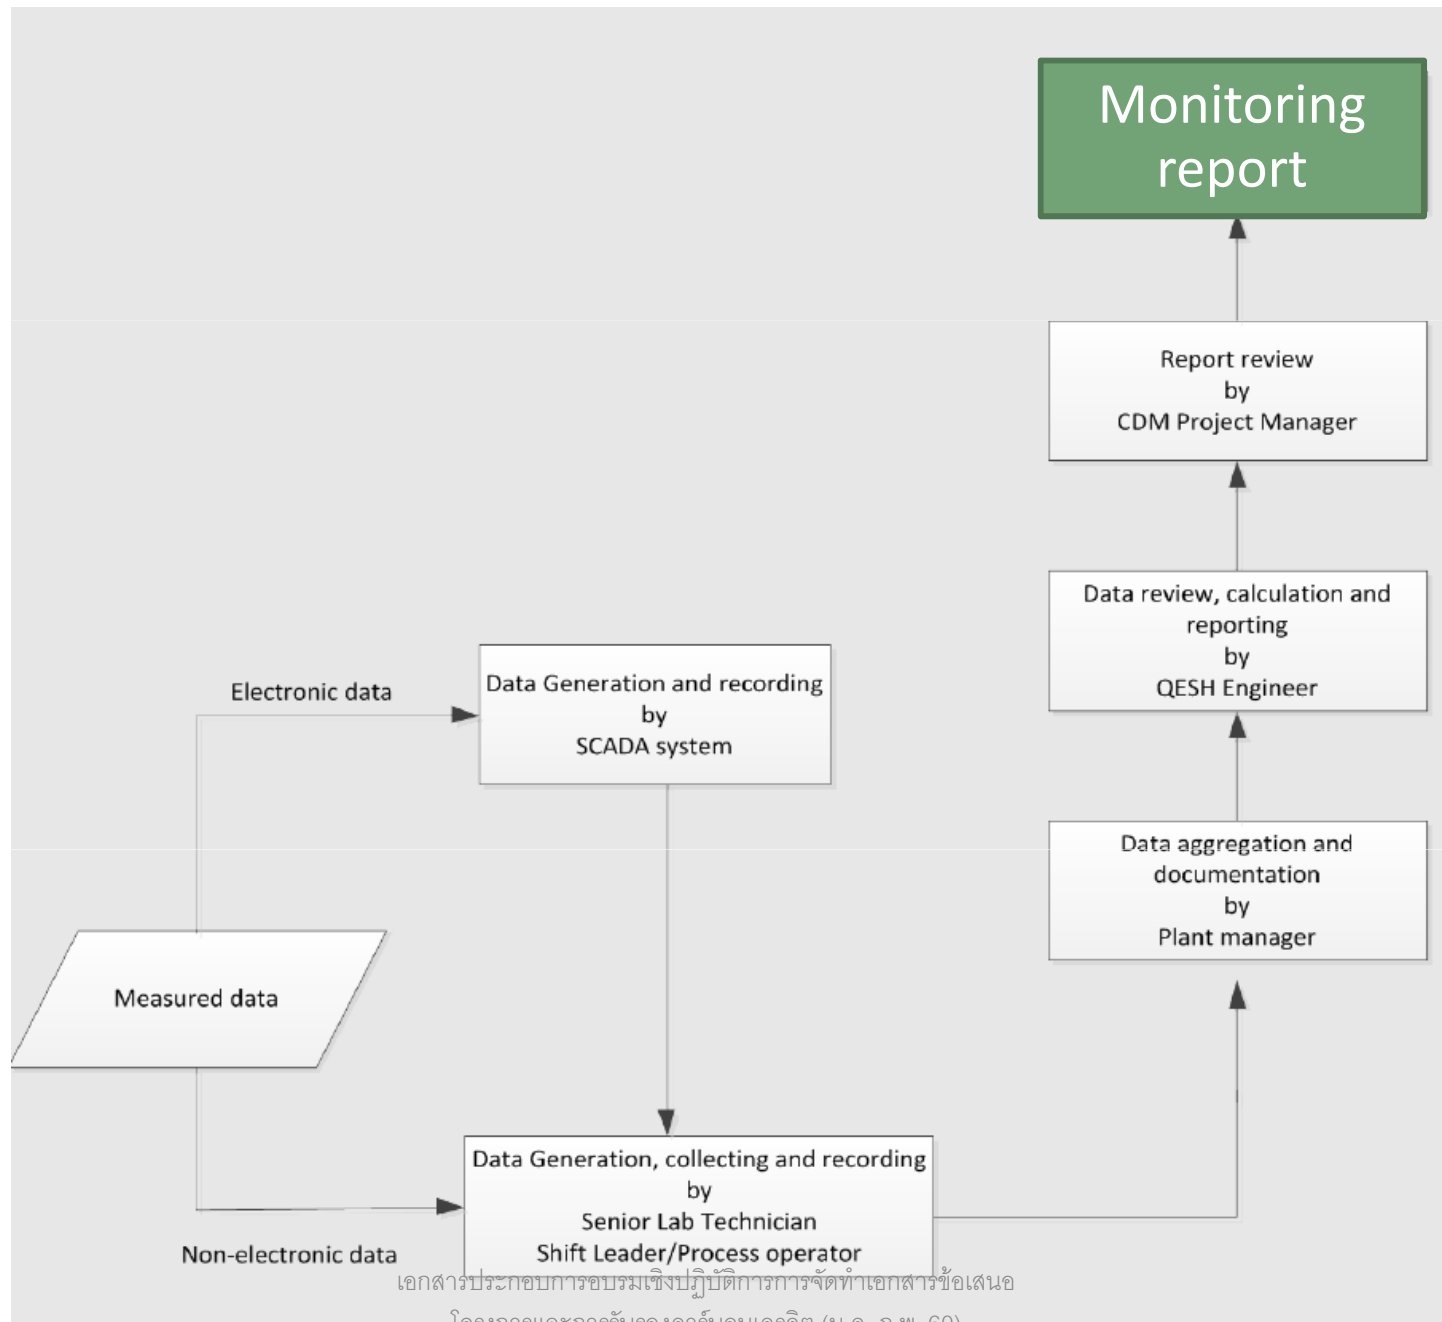 Monitoring
report
Report review
by
CDM Project Manager
Data review, calculation and
reporting
by
QESH Engineer
Electronic data
Data Generation and recording
by
SCADA system
Data aggregation and
documentation
by
Plant manager
Measured data
Data Generation, collecting and recording
by
Senior Lab Technician
Shift Leader/Process operator
Non-electronic data
เอกสารประกอบการอบรมเชิงปฏิบัติการการจัดทำเอกสารข้อเสนอ